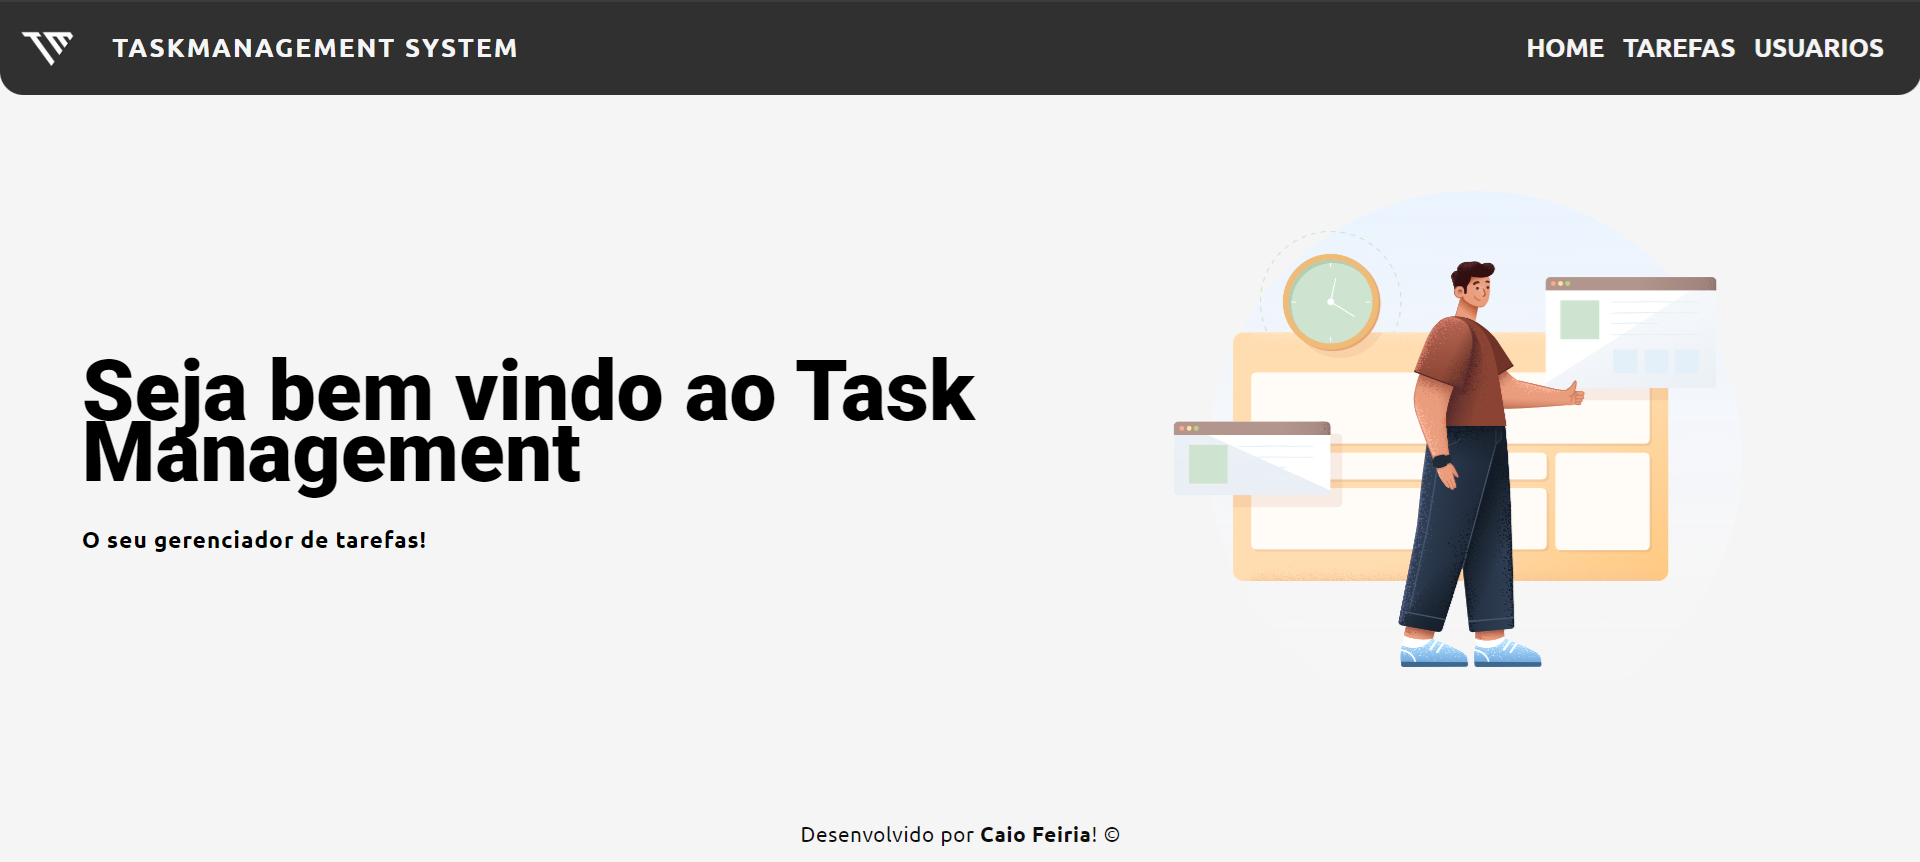 TASKMANAGEMENT SYSTEM
HOME TAREFAS USUARIOS
Seja bem vindo ao Task
Management
O seu gerenciador de tarefas!
Desenvolvido por Caio Feiria! ©